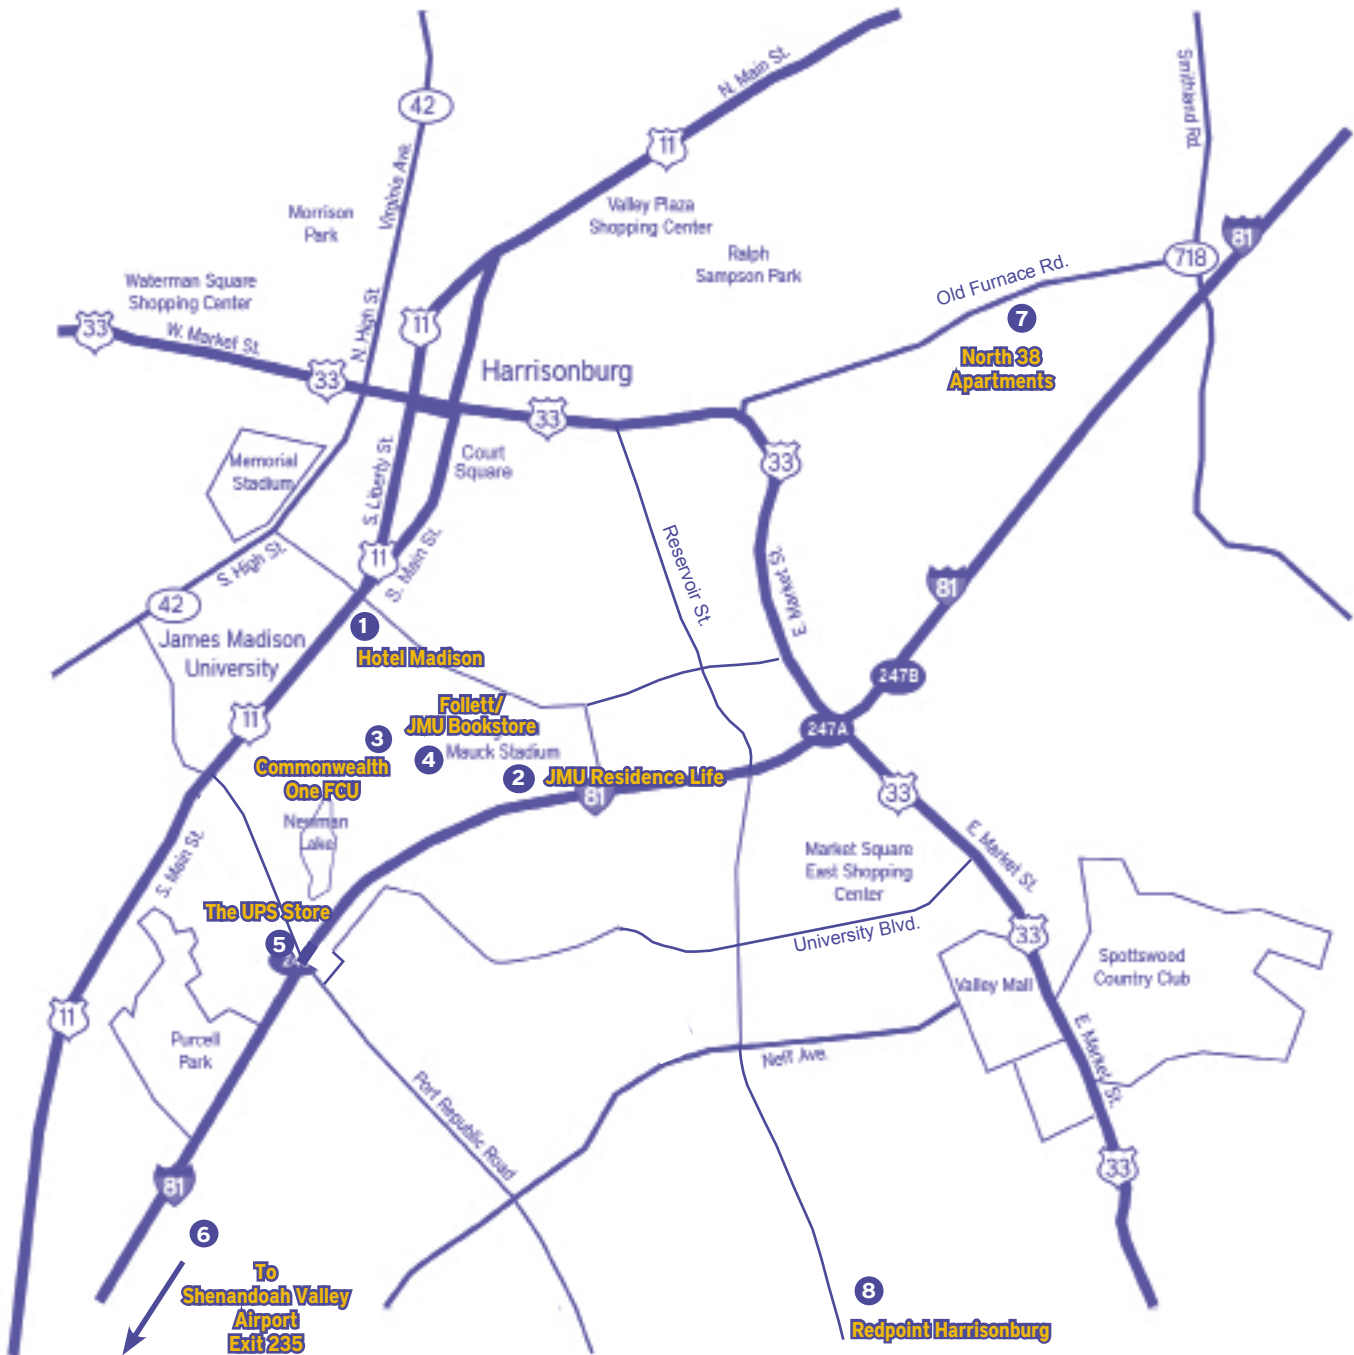 42
N. Main St.
Smithland Rd.
11
Virginia Ave.
Morrison
Park
Valley Plaza
Shopping Center
81
Ralph
Sampson Park
718
Old Furnace Rd.
Waterman Square
Shopping Center
N. High St.
33
W. Market St.
11
7
North 38
Apartments
33
Harrisonburg
33
33
Memorial
Stadium
Court
Square
S. Liberty St.
Reservoir St.
E. Market St.
11
S. High St.
S. Main St.
81
42
1
James Madison
University
Hotel Madison
247B
11
Follett/
JMU Bookstore
247A
3
4
Mauck Stadium
Commonwealth
One FCU
2
JMU Residence Life
81
33
Newman
Lake
S. Main St.
Market Square
East Shopping
Center
E. Market St.
The UPS Store
5
University Blvd.
33
Valley Mall
Spottswood
Country Club
11
Purcell
Park
Neff Ave.
E. Market St.
Port Republic Road
81
33
6
To
Shenandoah Valley
Airport
Exit 235
8
Redpoint Harrisonburg